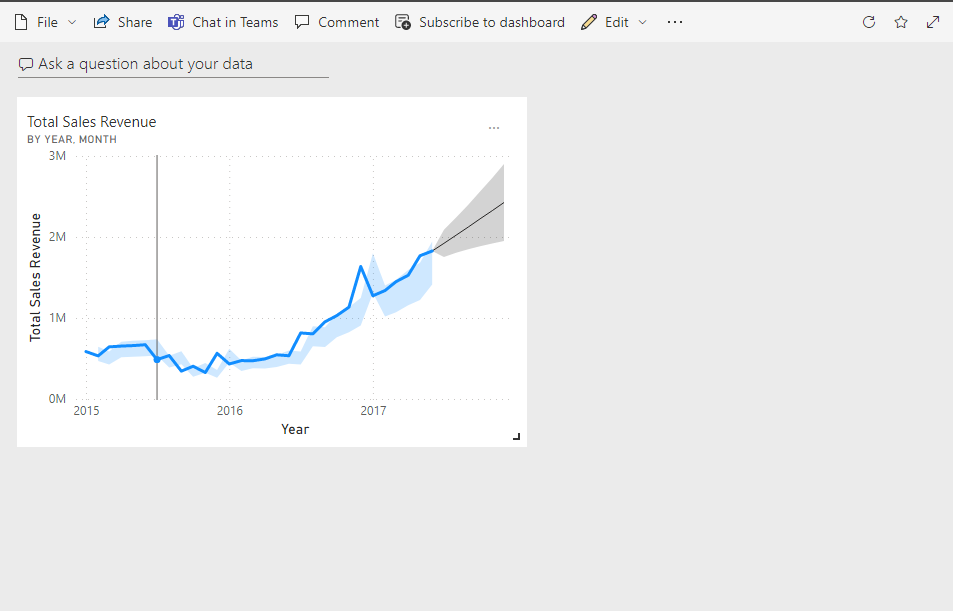 File Share Chat in Teams Comment Subscribe to dashboard Edit ...
Ask a question about your data
Total Sales Revenue
...
BY YEAR, MONTH
3M
2M
1M
0M
Total Sales Revenue
2015 2016 2017
Year